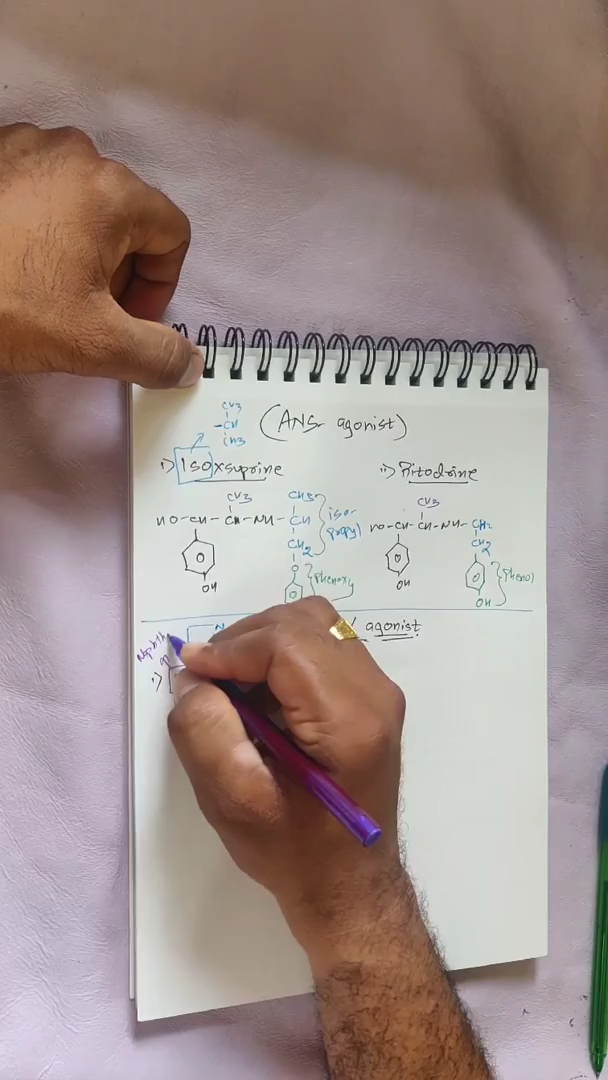 CH3
-CH
CH3
(ANS agonist)
i) Isoxsuprine
ii) Ritodrine
CH3
HO-CH-CH-NH-CH
CH3
CH2
O
OH
iso-
propyl
Phenoxy
CH3
HO-CH-CH-NH-CH2
CH2
OH
OH
Phenol
agonist
N
Naphth
i)